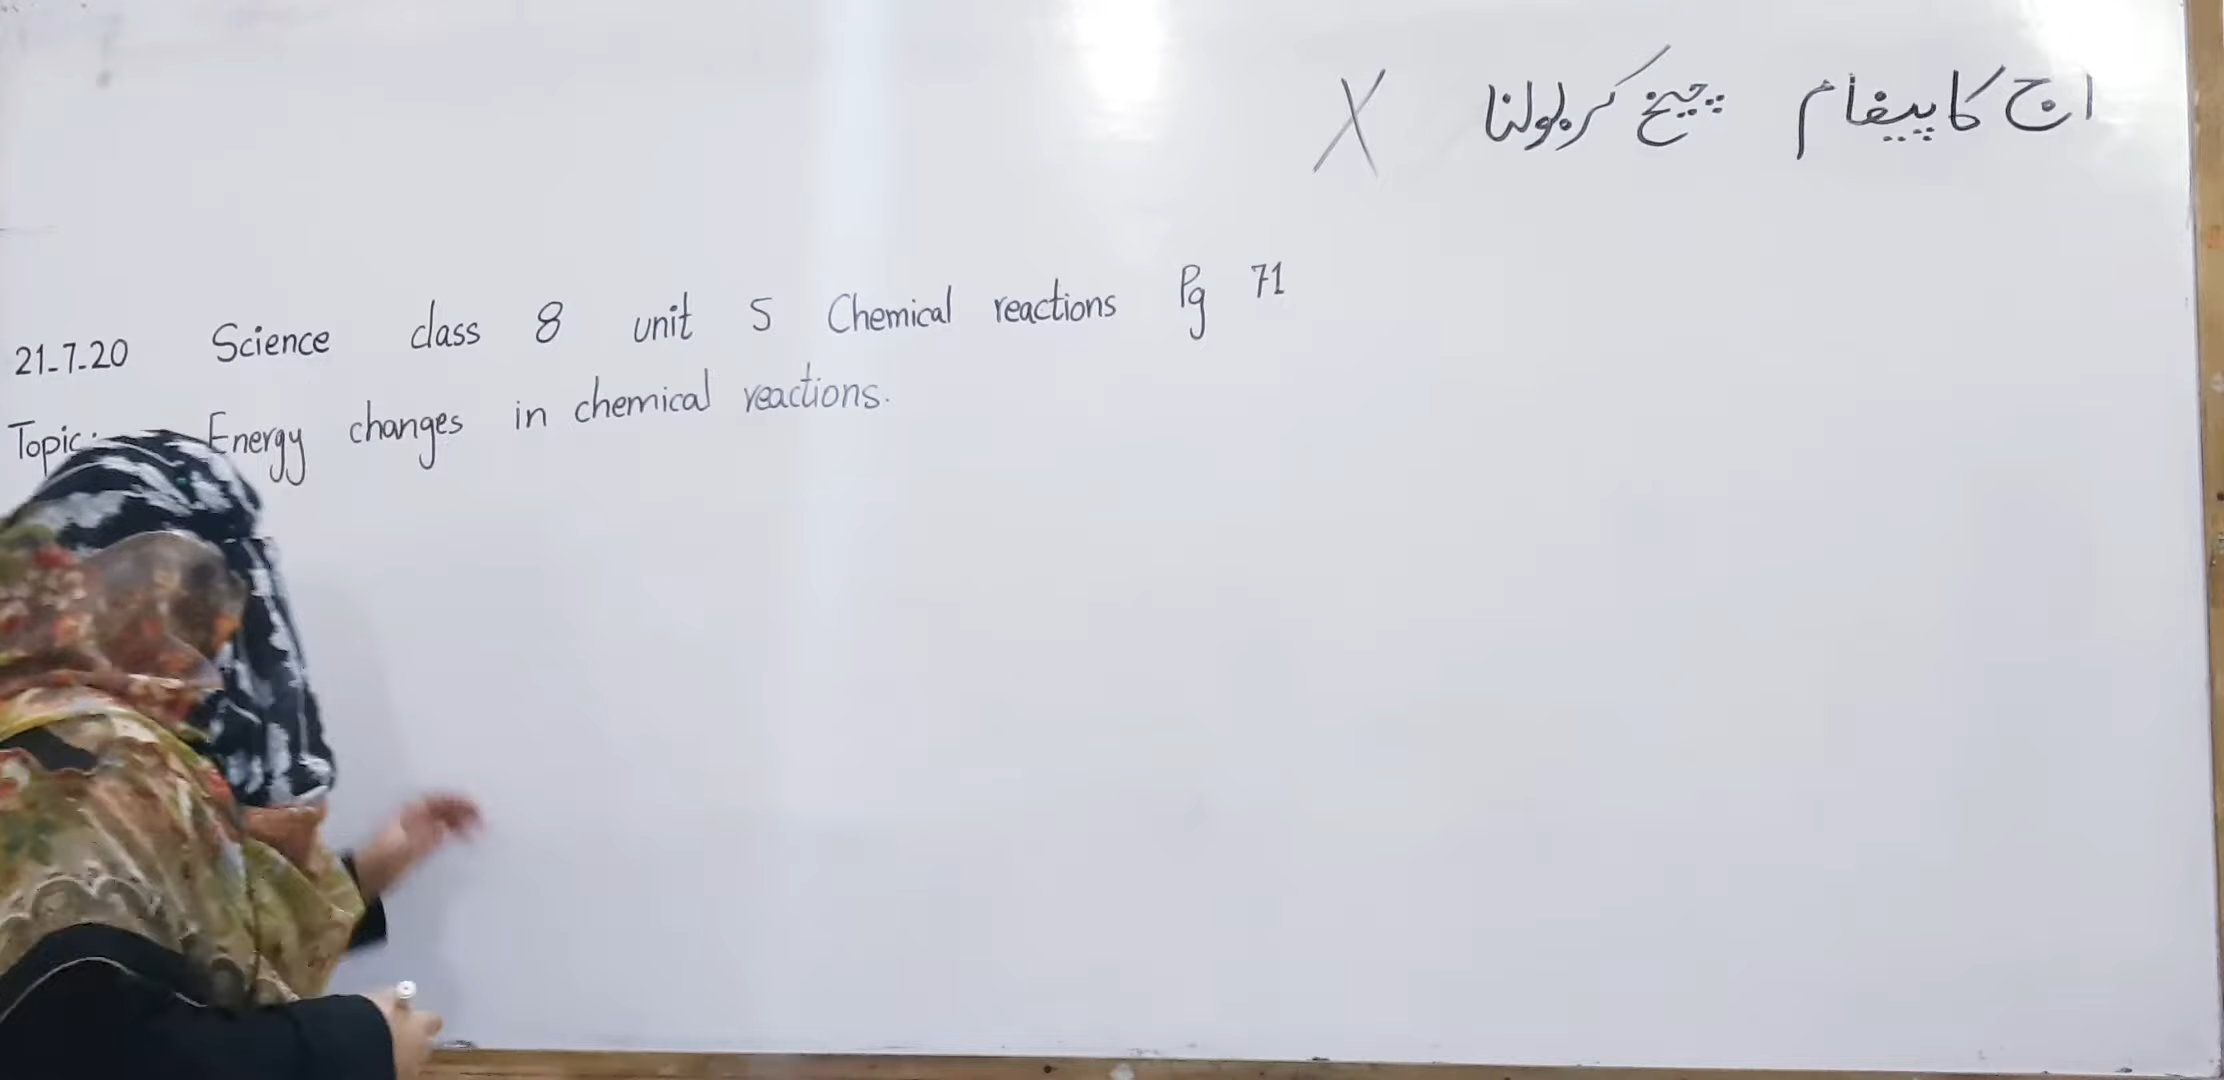 اج کا پیغام چیخ کر بولنا X
21-7-20 Science class 8 unit 5 Chemical reactions Pg 71
Topic: Energy changes in chemical reactions.